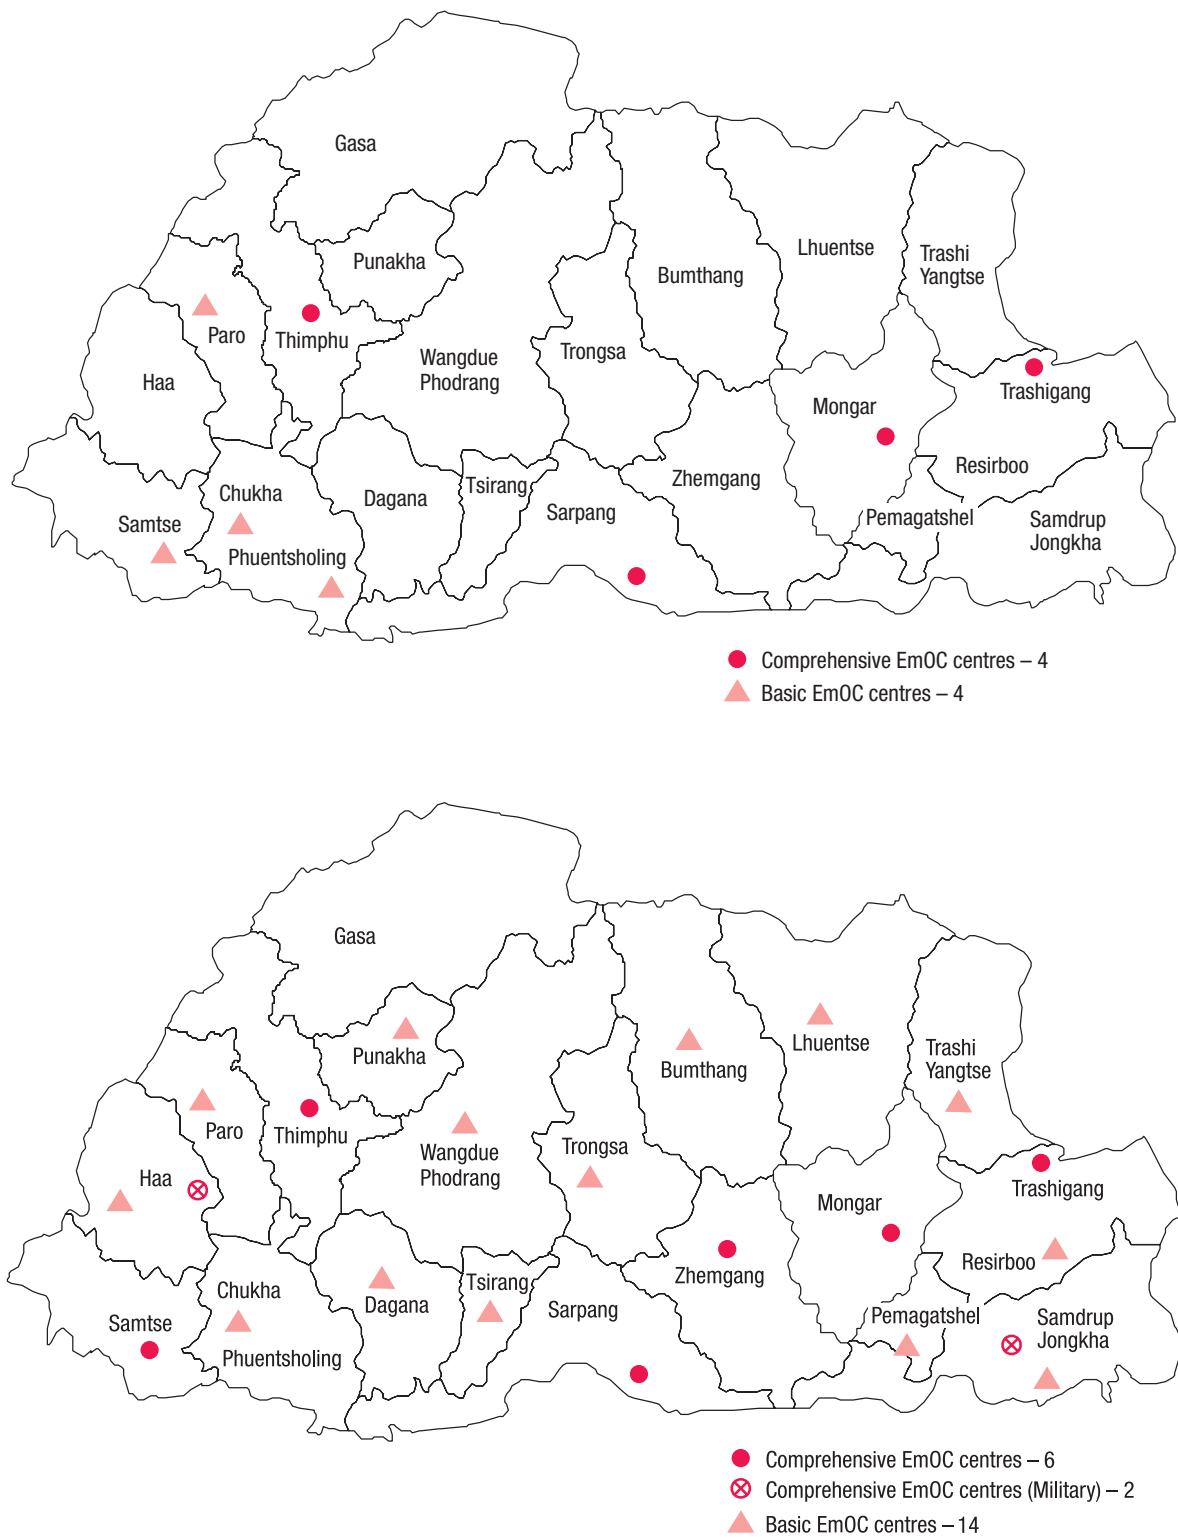 Gasa
Punakha
Lhuentse
Trashi
Yangtse
Bumthang
Paro
Thimphu
Wangdue
Phodrang
Trongsa
Haa
Mongar
Trashigang
Resirboo
Zhemgang
Tsirang
Dagana
Chukha
Sarpang
Samtse
Phuentsholing
Pemagatshel
Samdrup
Jongkha
Comprehensive EmOC centres – 4
Basic EmOC centres – 4
Gasa
Punakha
Lhuentse
Trashi
Yangtse
Bumthang
Paro
Thimphu
Wangdue
Phodrang
Trongsa
Haa
Trashigang
Mongar
Resirboo
Zhemgang
Tsirang
Chukha
Dagana
Sarpang
Samtse
Pemagatshel
Samdrup
Jongkha
Phuentsholing
Comprehensive EmOC centres – 6
Comprehensive EmOC centres (Military) – 2
Basic EmOC centres – 14